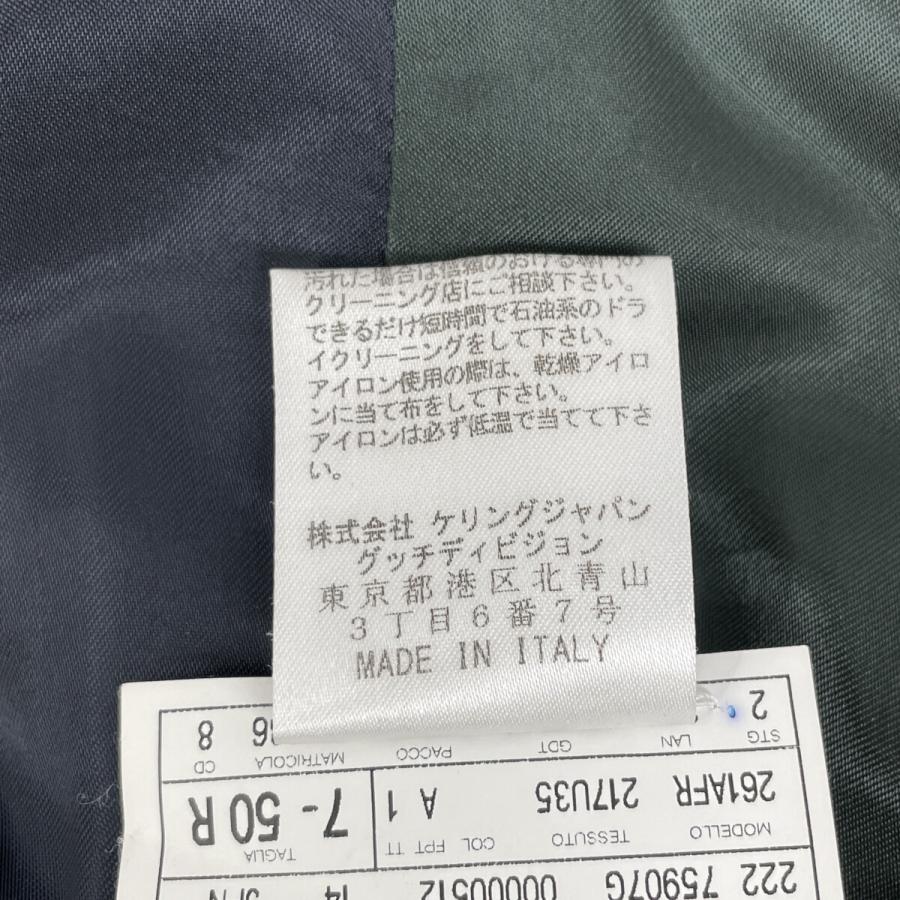 汚れた場合は信頼のおける専門の
クリーニング店にご相談下さい。
できるだけ短時間で石油系のドラ
イクリーニングをして下さい。
アイロン使用の際は、乾燥アイロ
ンに当て布をして下さい。
アイロンは必ず低温で当てて下さ
い。
株式会社 ケリングジャパン
グッチディビジョン
東京都港区北青山
3丁目6番7号
MADE IN ITALY
222 75907G 00000512 14 JPN
MODELLO TESSUTO COL FPT TT TAGLIA
261AFR 217U35 A 1 7-50R
STG LAN GDT PACCO MATRICOLA CD
2 8